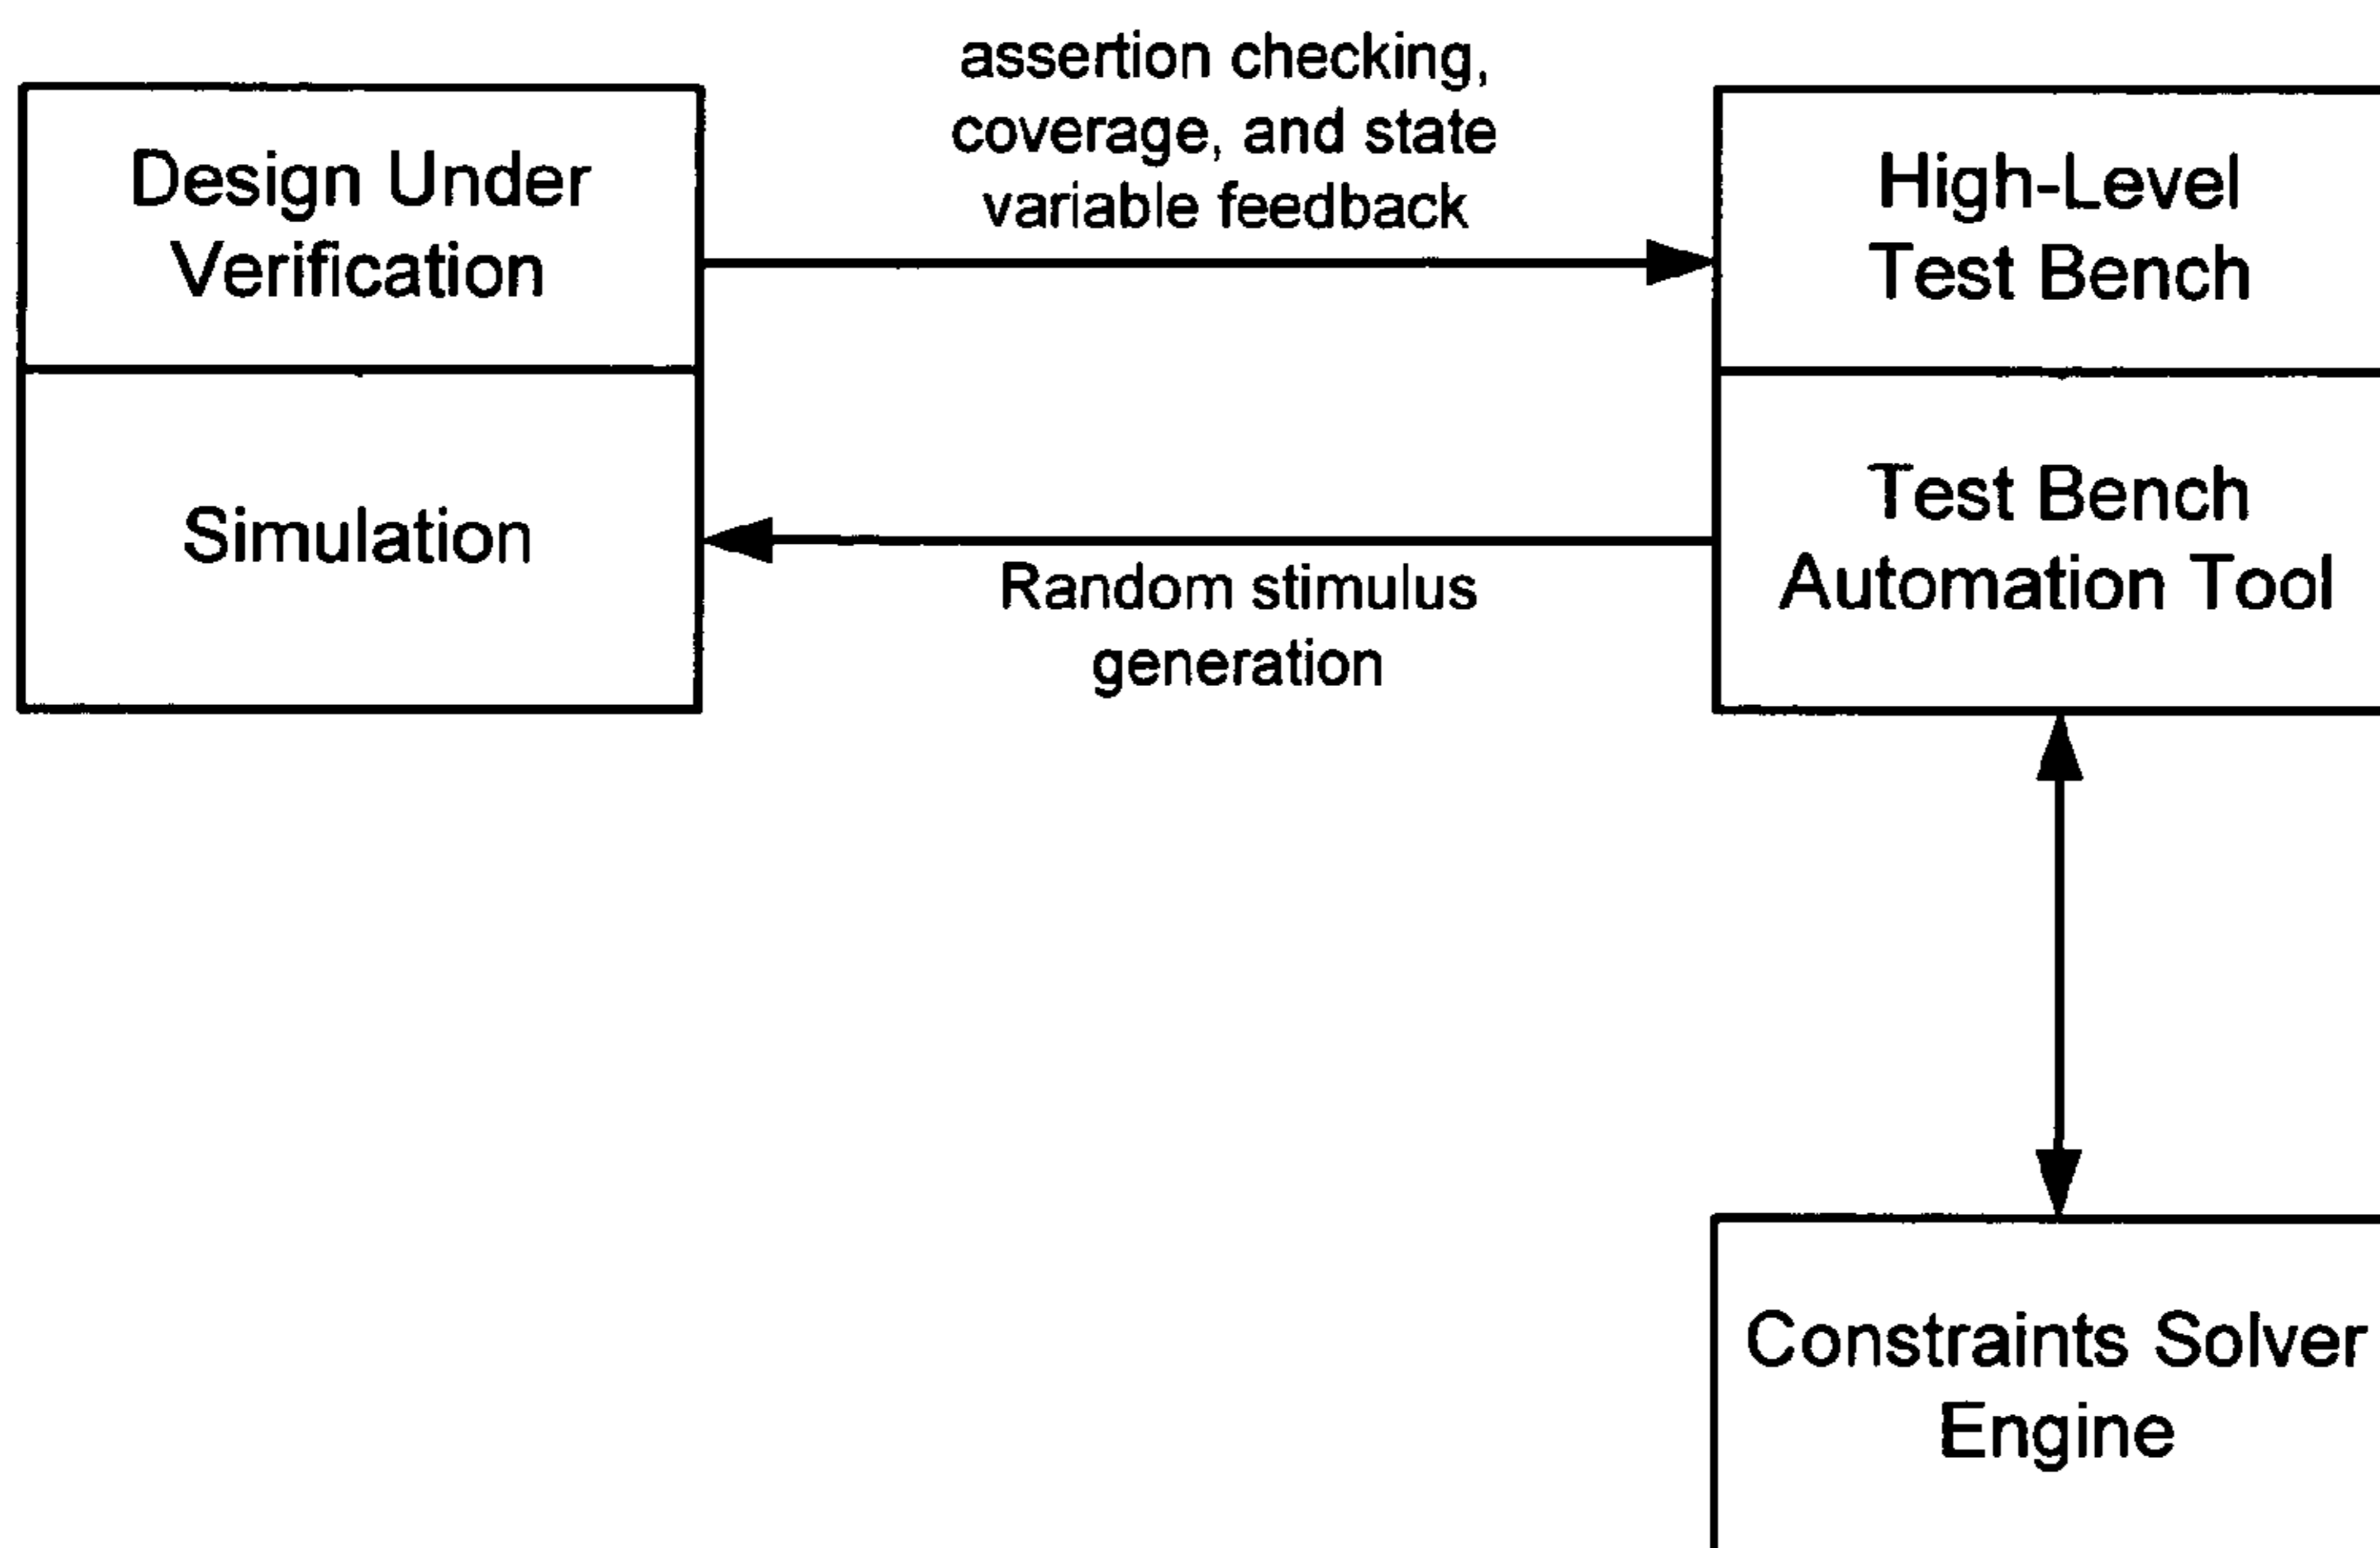 assertion checking,
coverage, and state
variable feedback
Design Under
Verification
High-Level
Test Bench
Simulation
Test Bench
Automation Tool
Random stimulus
generation
Constraints Solver
Engine